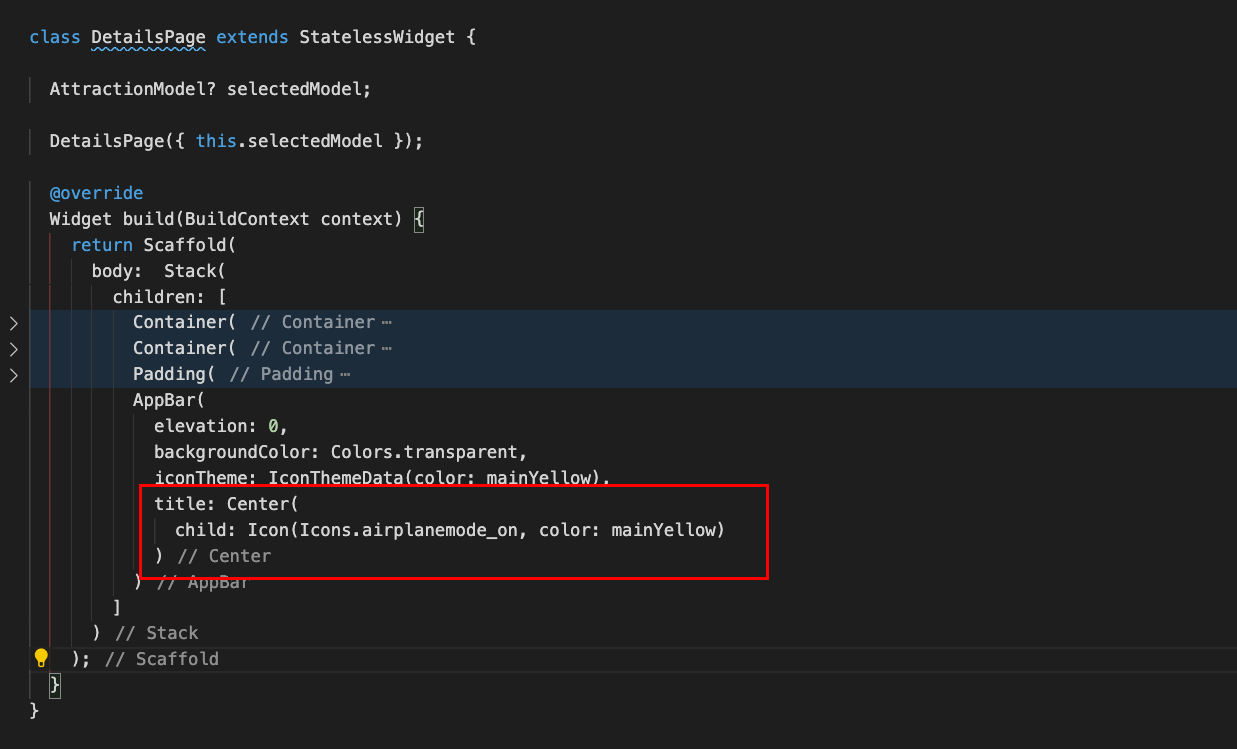 class DetailsPage extends StatelessWidget {
AttractionModel? selectedModel;
DetailsPage({ this.selectedModel });
@override
Widget build(BuildContext context) {
return Scaffold(
body:  Stack(
children: [
Container( // Container ⋯
Container( // Container ⋯
Padding( // Padding ⋯
AppBar(
elevation: 0,
backgroundColor: Colors.transparent,
iconTheme: IconThemeData(color: mainYellow),
title: Center(
child: Icon(Icons.airplanemode_on, color: mainYellow)
) // Center
) // AppBar
]
) // Stack
); // Scaffold
}
}